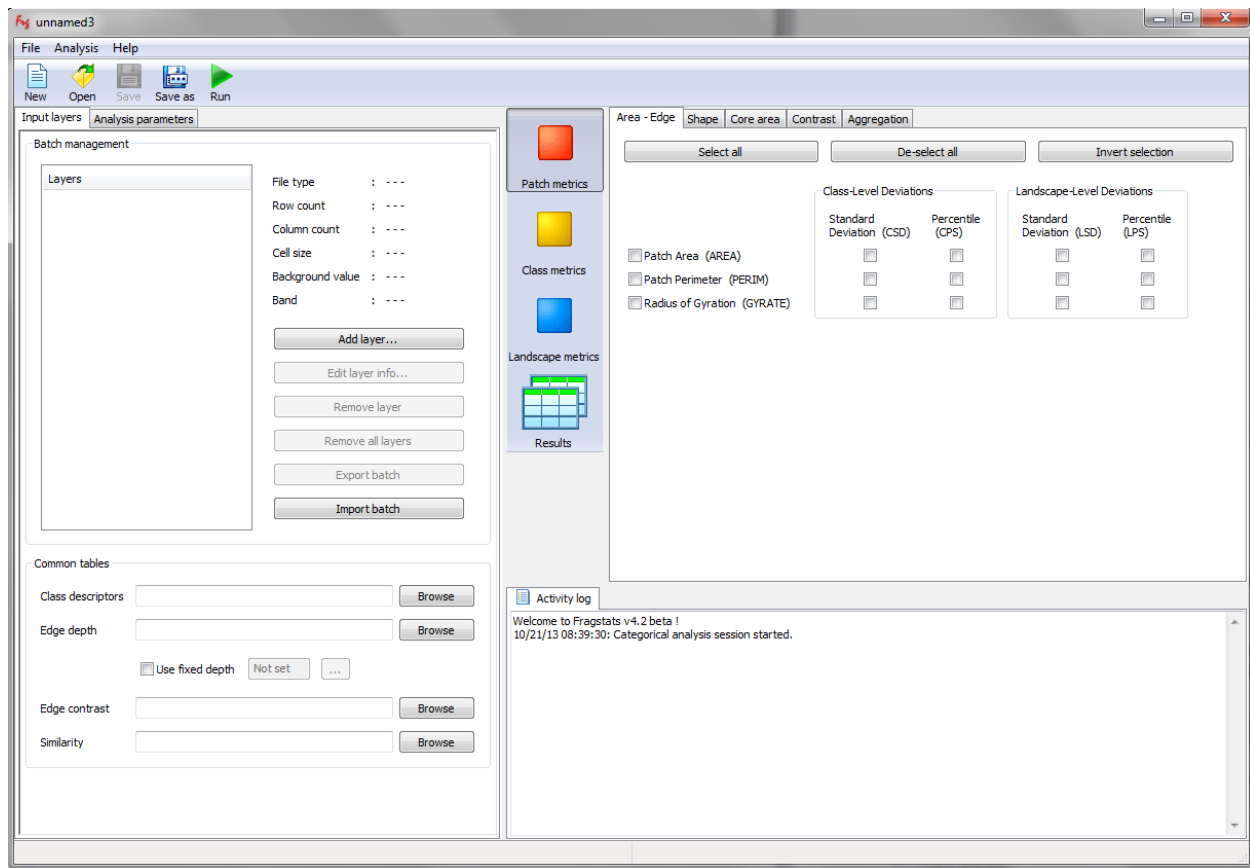 unnamed3
File Analysis Help
New Open Save Save as Run
Input layers Analysis parameters
Batch management
Layers
File type : - - -
Row count : - - -
Column count : - - -
Cell size : - - -
Background value : - - -
Band : - - -
Add layer...
Edit layer info...
Remove layer
Remove all layers
Export batch
Import batch
Common tables
Class descriptors Browse
Edge depth Browse
Use fixed depth Not set ...
Edge contrast Browse
Similarity Browse
Patch metrics
Class metrics
Landscape metrics
Results
Area - Edge Shape Core area Contrast Aggregation
Select all De-select all Invert selection
Class-Level Deviations Landscape-Level Deviations
Standard Percentile Standard Percentile
Deviation (CSD) (CPS) Deviation (LSD) (LPS)
Patch Area (AREA)
Patch Perimeter (PERIM)
Radius of Gyration (GYRATE)
Activity log
Welcome to Fragstats v4.2 beta !
10/21/13 08:39:30: Categorical analysis session started.